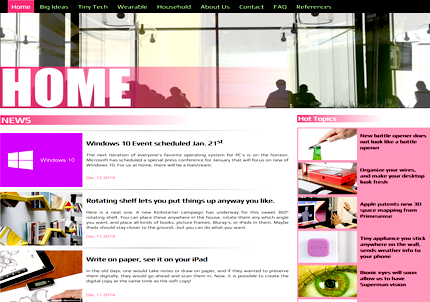 Home Big Ideas Tiny Tech Wearable Household About Us Contact FAQ References
HOME
NEWS
Windows 10
Windows 10 Event scheduled Jan. 21st
The next iteration of everyone's favorite operating system for PC's is on the horizon.
Microsoft has scheduled a special press conference for January that will focus on new of
Windows 10. For us at home, there will be a livestream.
Dec.12.2014
Rotating shelf lets you put things up anyway you like.
Here is a next one. A new Kickstarter campaign has underway for this sweet 360°
rotating shelf. You can place these anywhere in the house, rotate them any which angle
you want, and place all kinds of books, picture frames, Bluray's, or iPads in them. Maybe
iPads should stay closer to the ground...but you can do what you want.
Dec.11.2014
Write on paper, see it on your iPad
In the old days, one would take notes or draw on paper, and if they wanted to preserve
them digitally, they would go ahead and scan them in. Now, it is possible to create the
digital copy at the same time as the soft copy!
Dec.11.2014
Hot Topics
New bottle opener does
not look like a bottle
opener
Organize your wires,
and make your desktop
look fresh
Apple patents new 3D
space mapping from
Primesense
Tiny appliance you stick
anywhere on the wall,
sends weather info to
your phone
Bionic eyes will soon
allow us to have
Superman vision